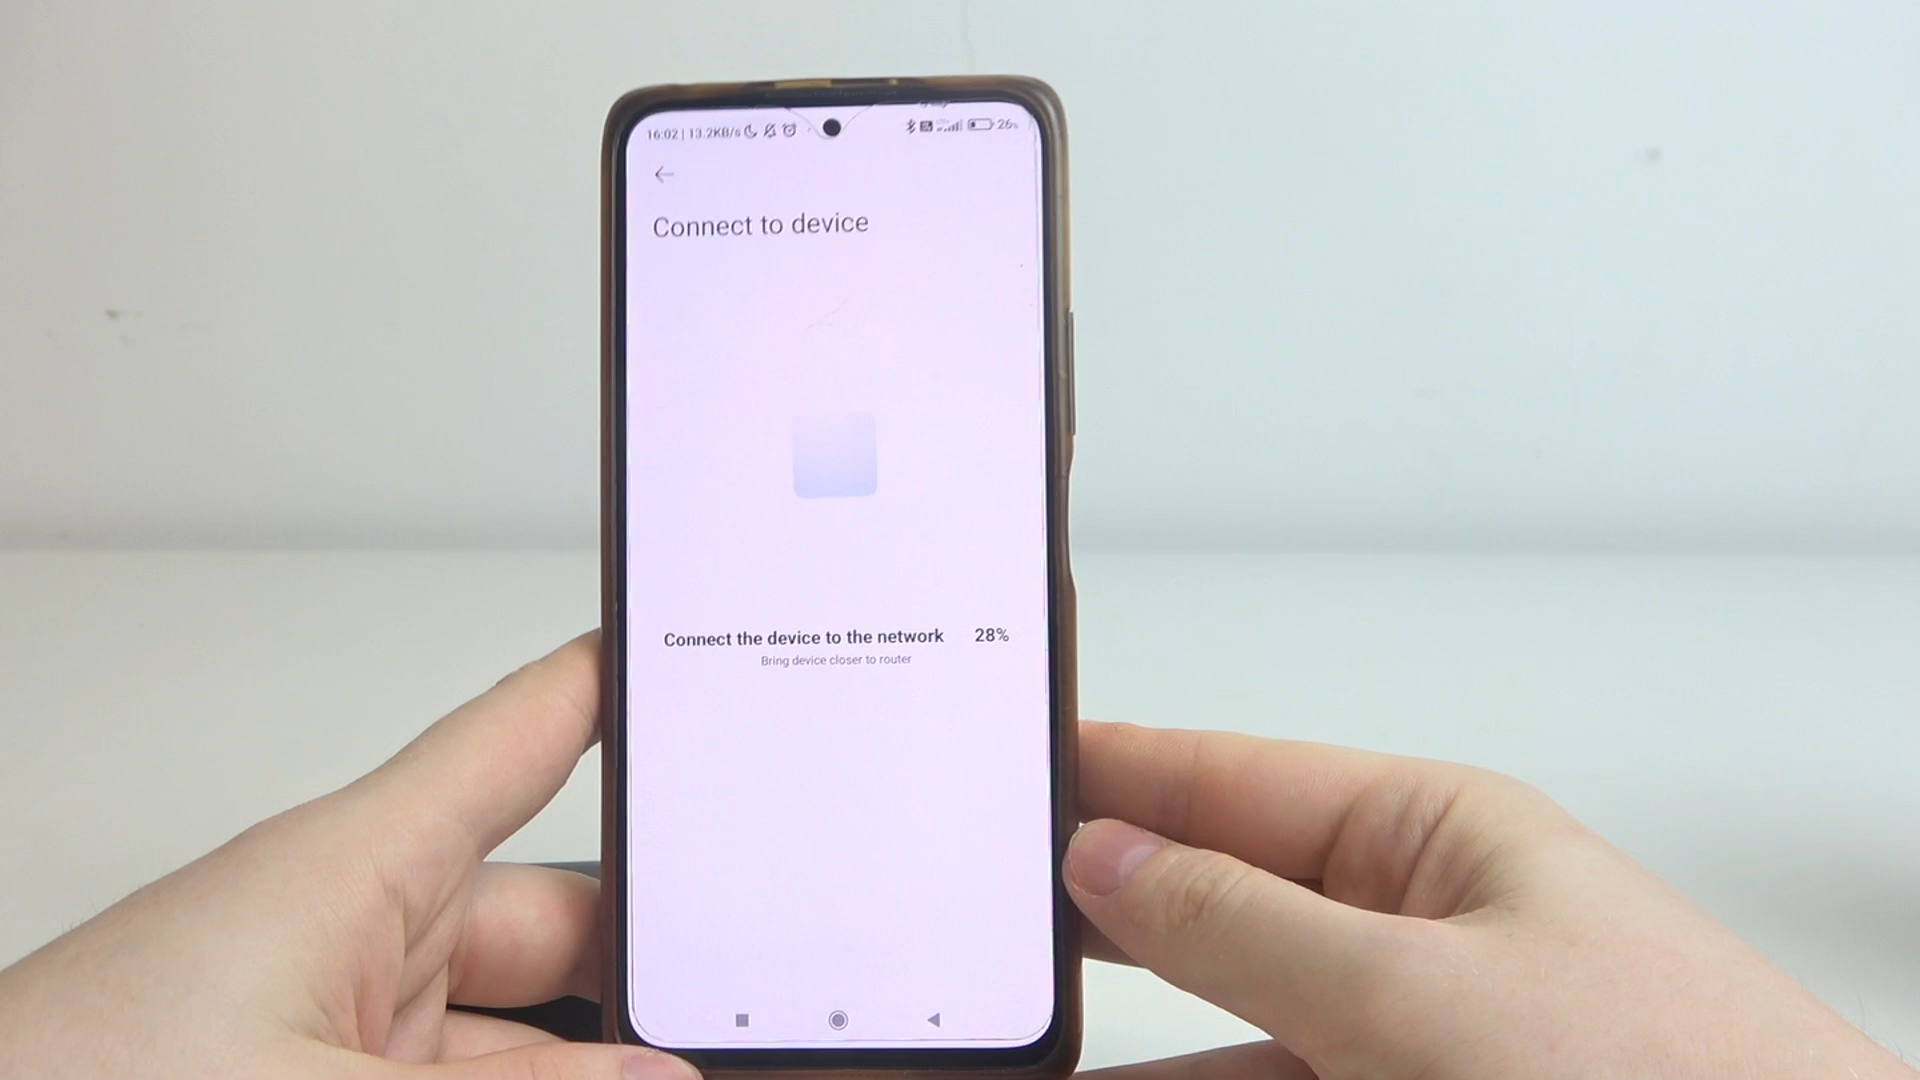 16:02 | 13.2KB/s 26%
Connect to device
Connect the device to the network 28%
Bring device closer to router